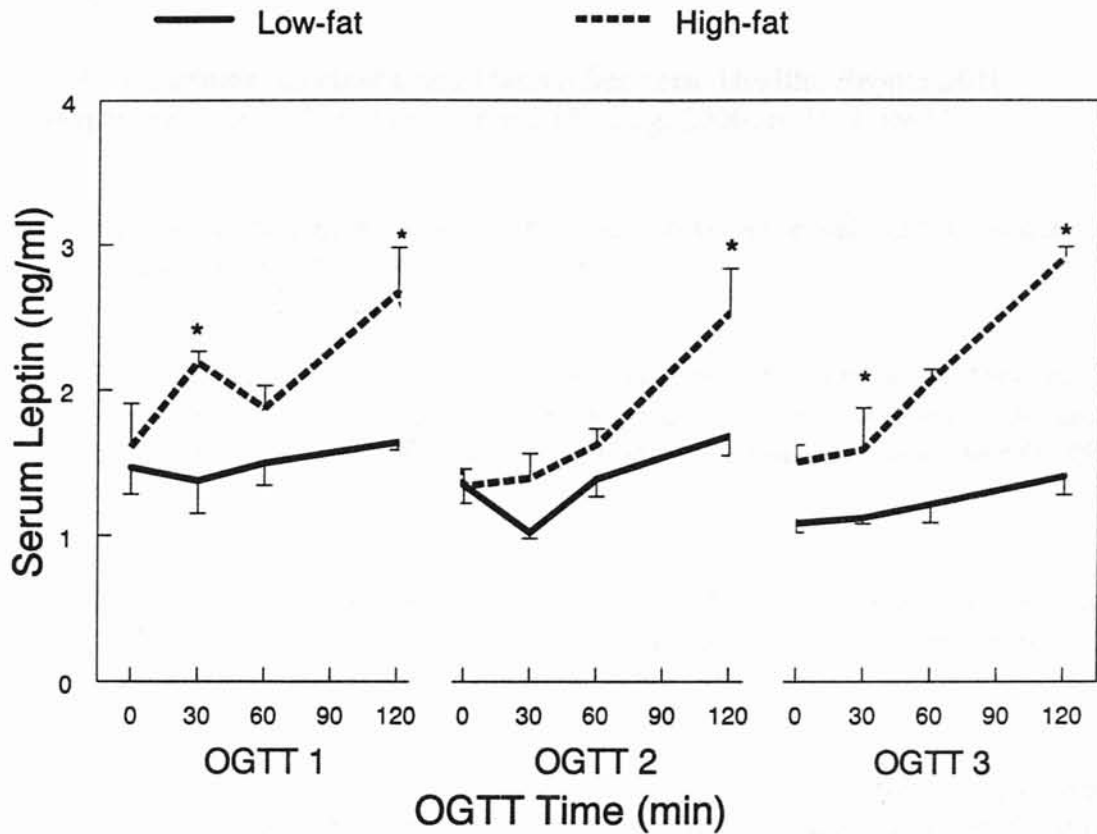 Low-fat High-fat
4
3
2
1
0
Serum Leptin (ng/ml)
* * * * *
0 30 60 90 120 0 30 60 90 120 0 30 60 90 120
OGTT 1 OGTT 2 OGTT 3
OGTT Time (min)